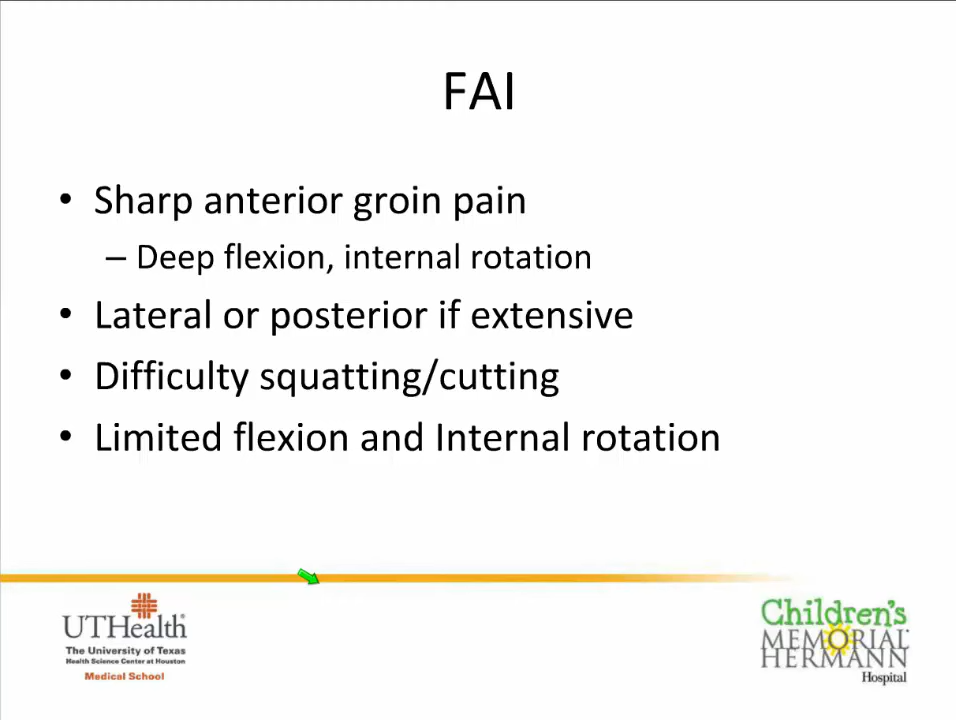 FAI
• Sharp anterior groin pain
– Deep flexion, internal rotation
• Lateral or posterior if extensive
• Difficulty squatting/cutting
• Limited flexion and Internal rotation
UTHealth
The University of Texas
Health Science Center at Houston
Medical School
Children's
MEMORIAL
HERMANN
Hospital